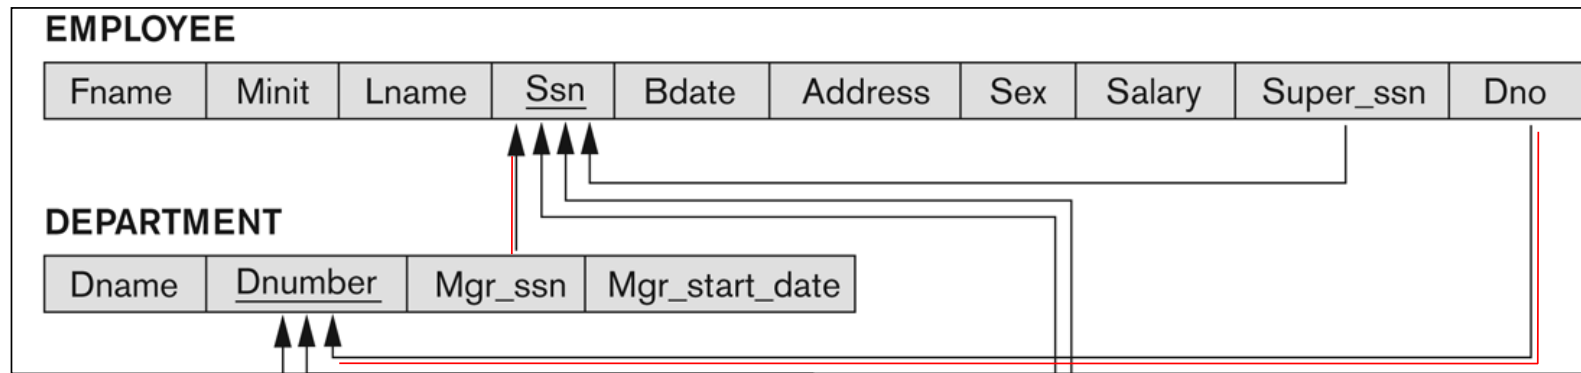 EMPLOYEE
Fname Minit Lname Ssn Bdate Address Sex Salary Super_ssn Dno
DEPARTMENT
Dname Dnumber Mgr_ssn Mgr_start_date